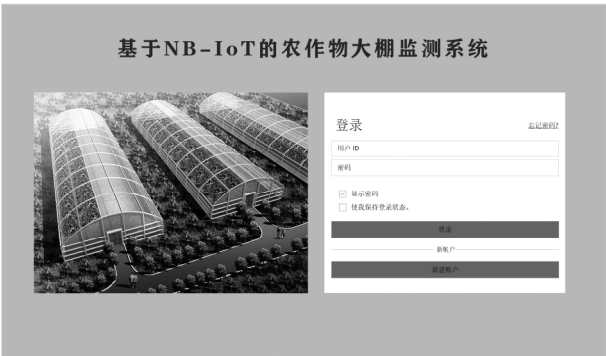 基于NB-IoT的农作物大棚监测系统
登录
忘记密码?
用户 ID
密码
显示密码
使我保持登录状态。
登录
新帐户
新建帐户